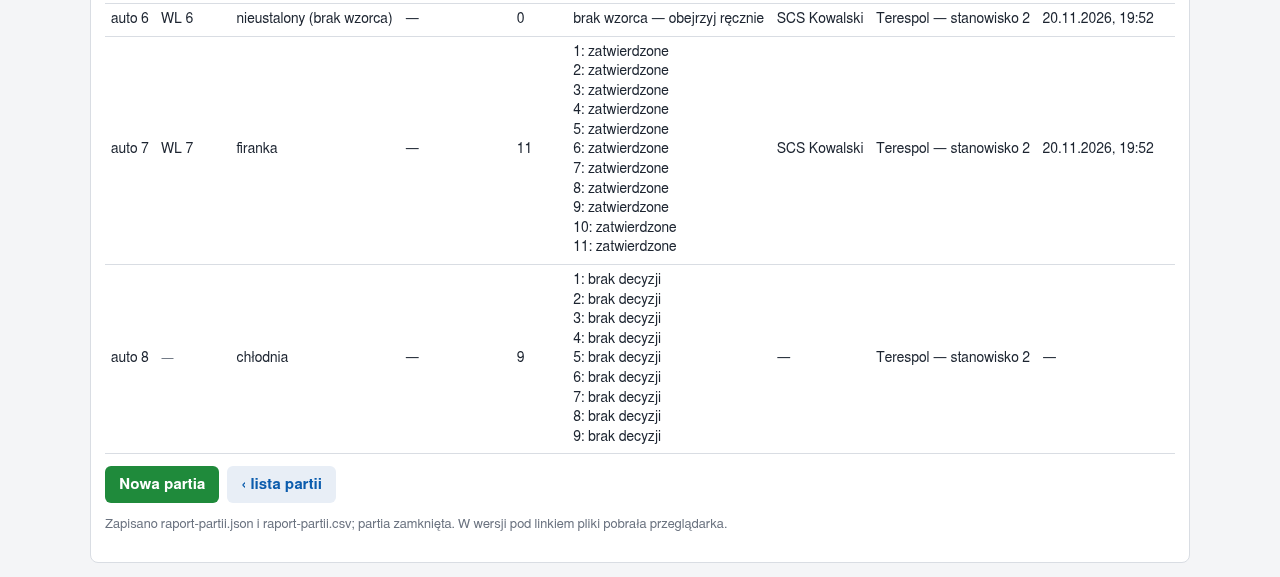 auto 6 WL 6 nieustalony (brak wzorca) — 0 brak wzorca — obejrzyj ręcznie SCS Kowalski Terespol — stanowisko 2 20.11.2026, 19:52
1: zatwierdzone
2: zatwierdzone
3: zatwierdzone
4: zatwierdzone
5: zatwierdzone
auto 7 WL 7 firanka — 11 6: zatwierdzone SCS Kowalski Terespol — stanowisko 2 20.11.2026, 19:52
7: zatwierdzone
8: zatwierdzone
9: zatwierdzone
10: zatwierdzone
11: zatwierdzone
1: brak decyzji
2: brak decyzji
3: brak decyzji
4: brak decyzji
auto 8 — chłodnia — 9 5: brak decyzji — Terespol — stanowisko 2 —
6: brak decyzji
7: brak decyzji
8: brak decyzji
9: brak decyzji
Nowa partia ‹ lista partii
Zapisano raport-partii.json i raport-partii.csv; partia zamknięta. W wersji pod linkiem pliki pobrała przeglądarka.